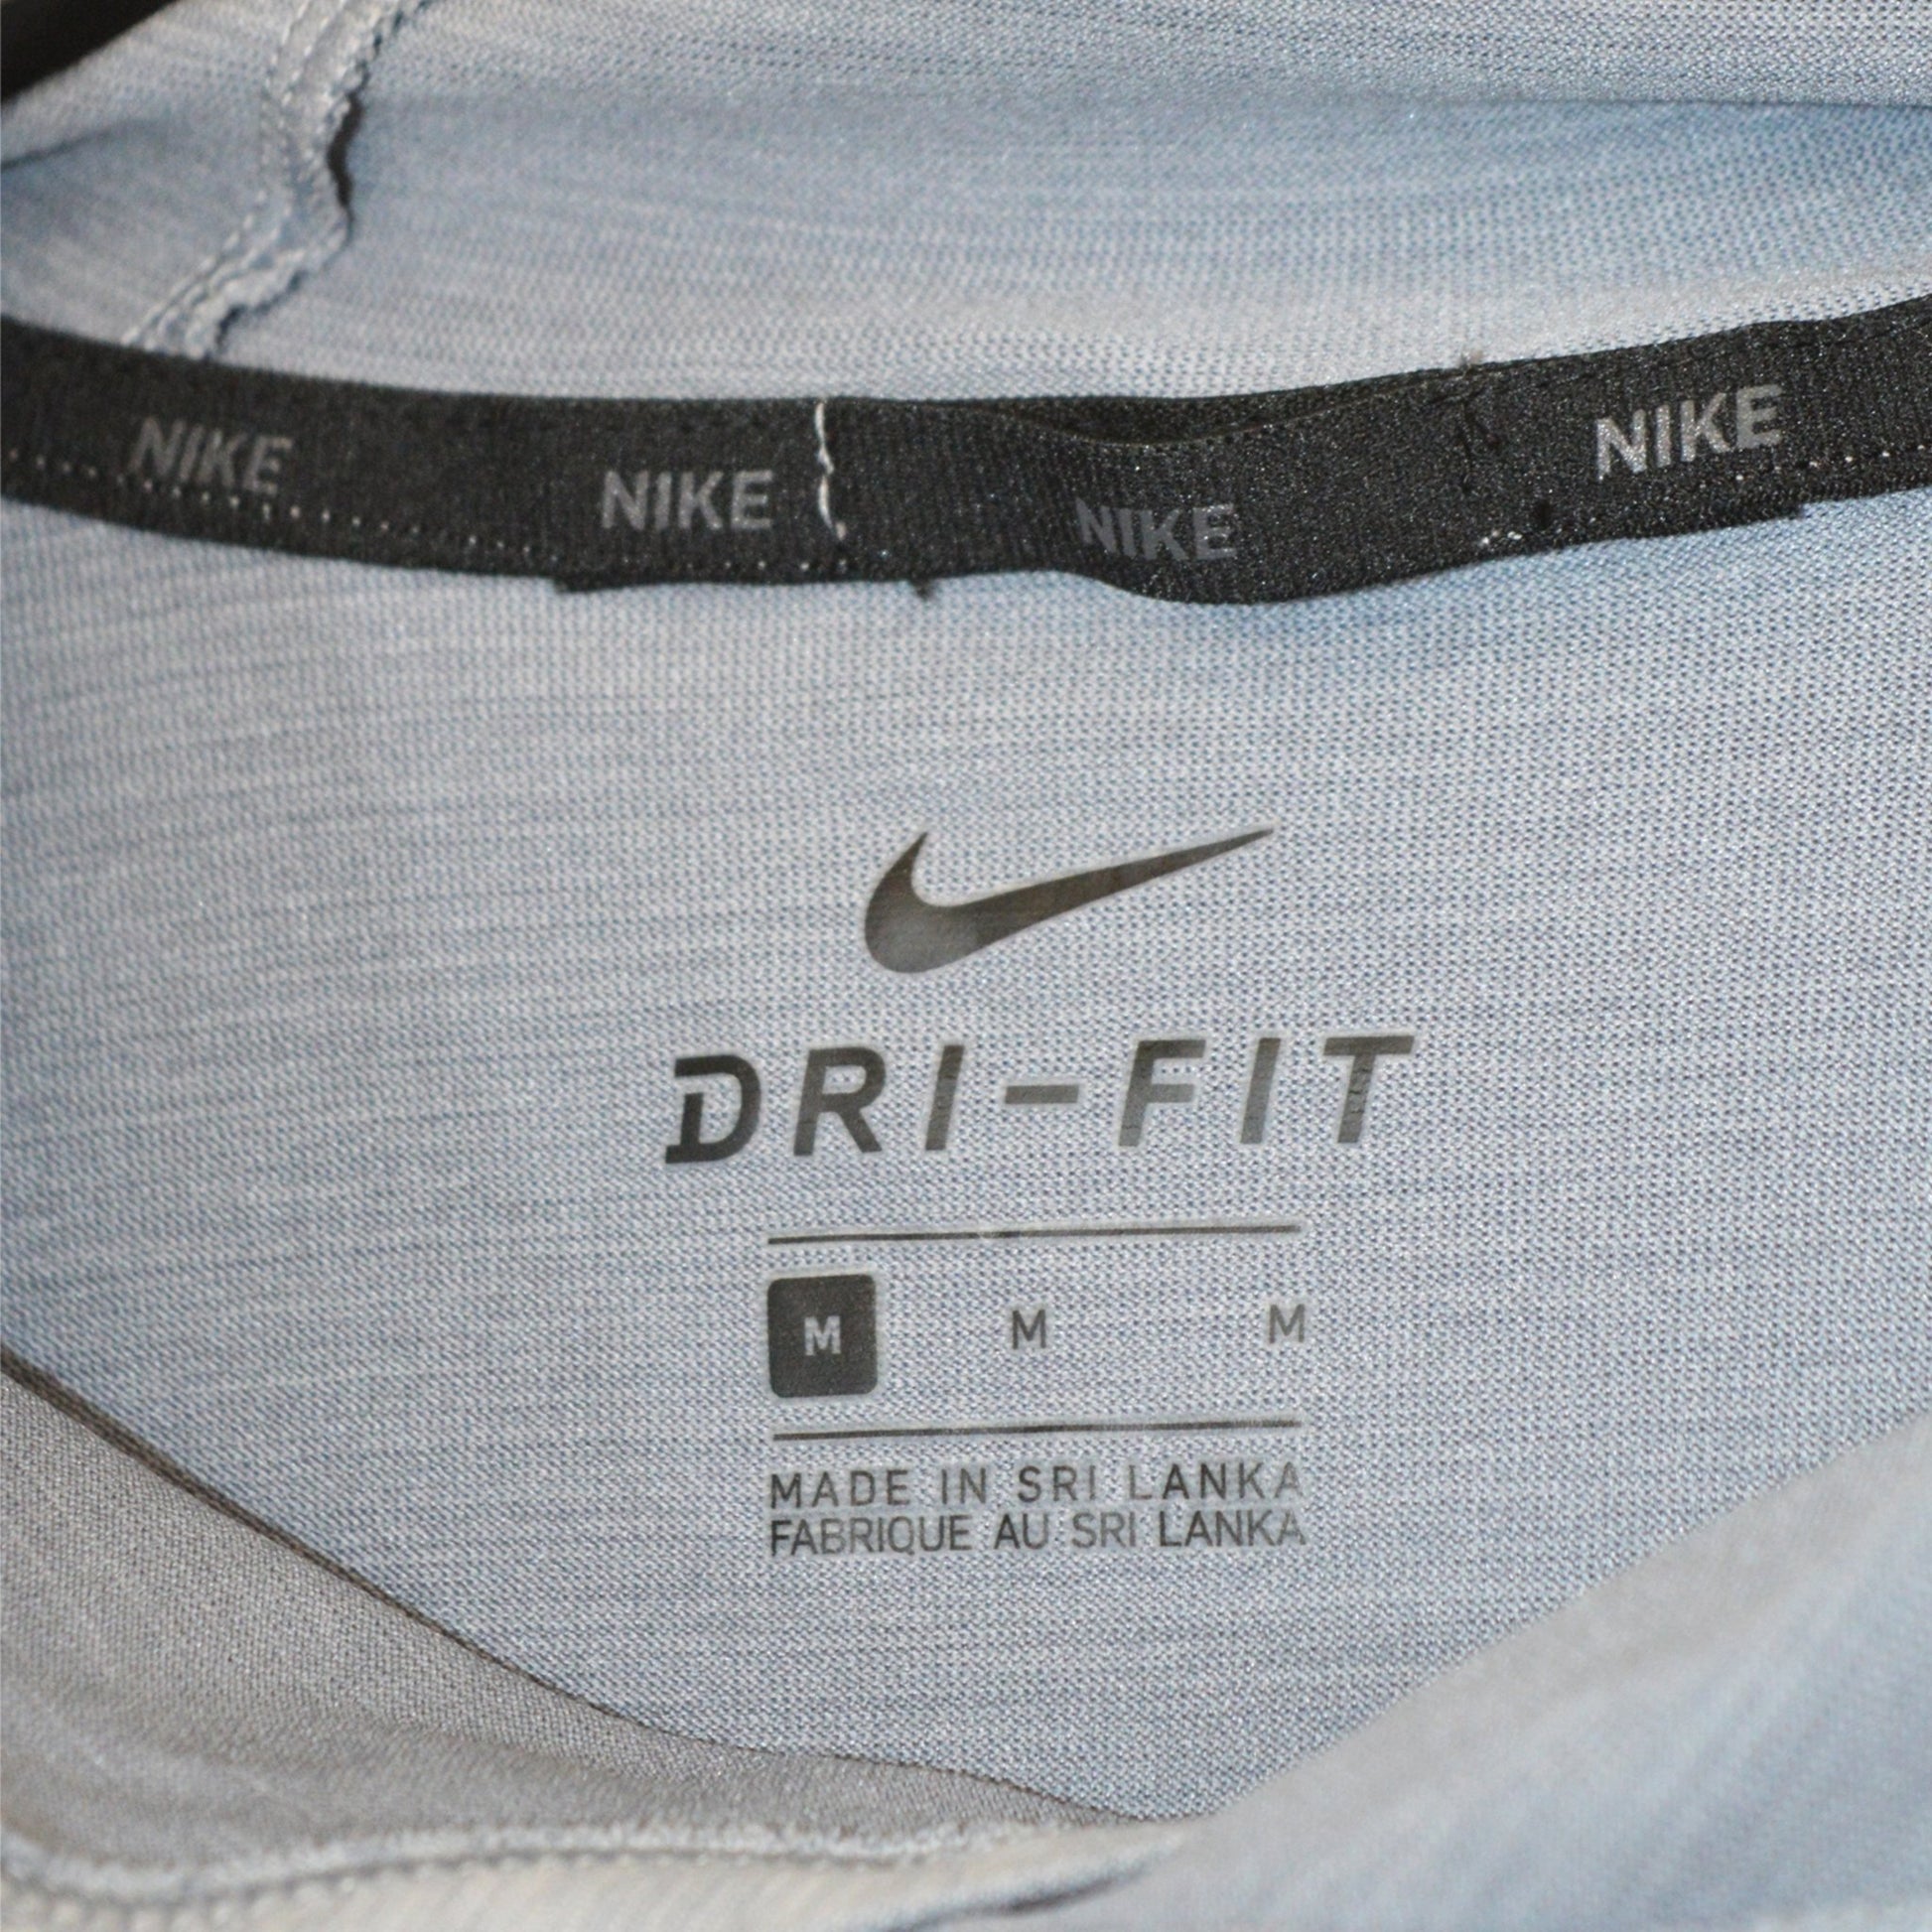 NIKE NIKE NIKE NIKE
DRI-FIT
M M M
MADE IN SRI LANKA
FABRIQUE AU SRI LANKA